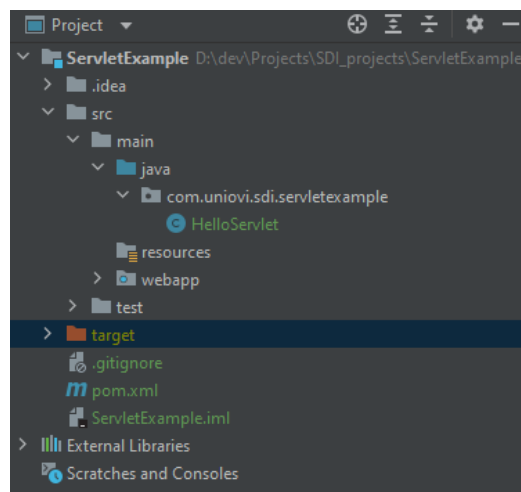 Project
ServletExample D:\dev\Projects\SDI_projects\ServletExample
.idea
src
main
java
com.uniovi.sdi.servletexample
C HelloServlet
resources
webapp
test
target
.gitignore
m pom.xml
ServletExample.iml
External Libraries
Scratches and Consoles